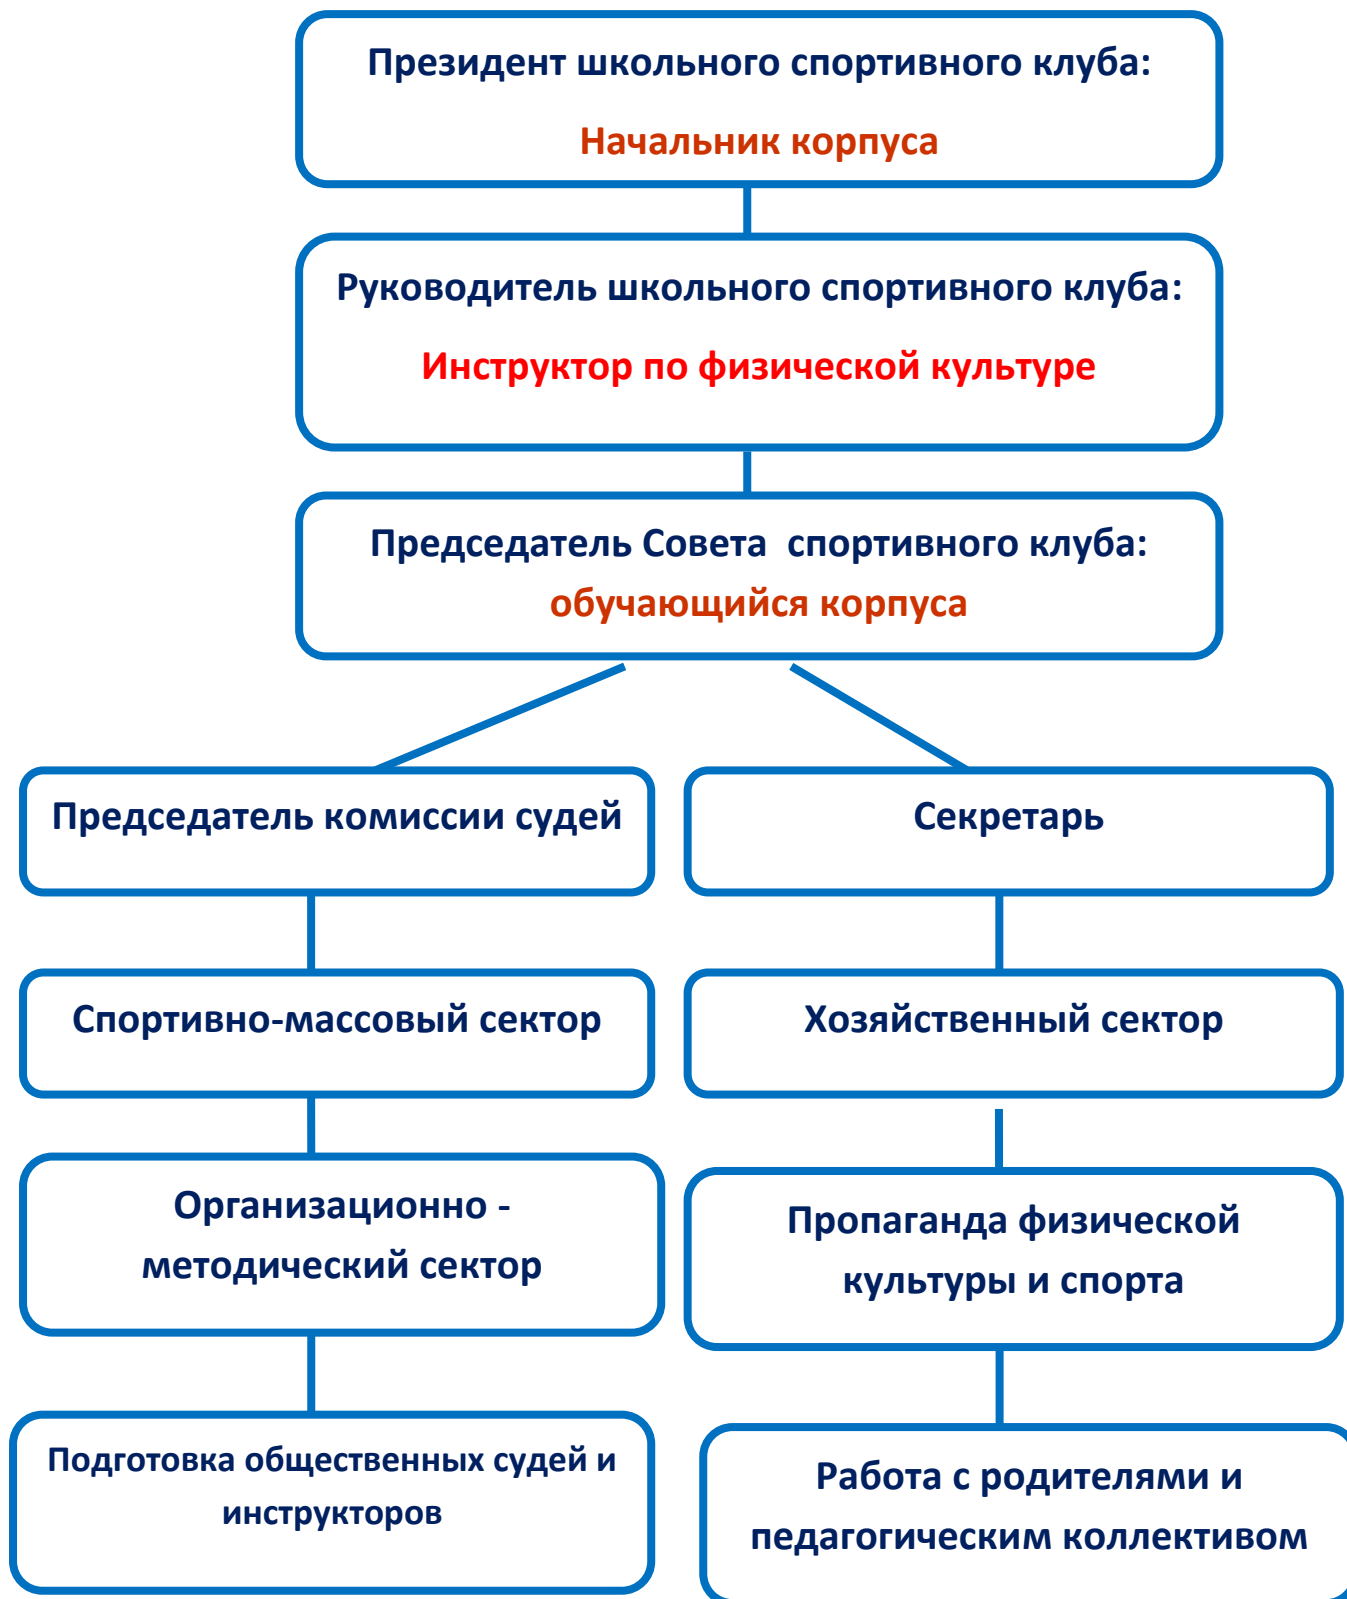 Президент школьного спортивного клуба:
Начальник корпуса
Руководитель школьного спортивного клуба:
Инструктор по физической культуре
Председатель Совета  спортивного клуба:
обучающийся корпуса
Председатель комиссии судей
Секретарь
Спортивно-массовый сектор
Хозяйственный сектор
Организационно -
методический сектор
Пропаганда физической
культуры и спорта
Подготовка общественных судей и
инструкторов
Работа с родителями и
педагогическим коллективом